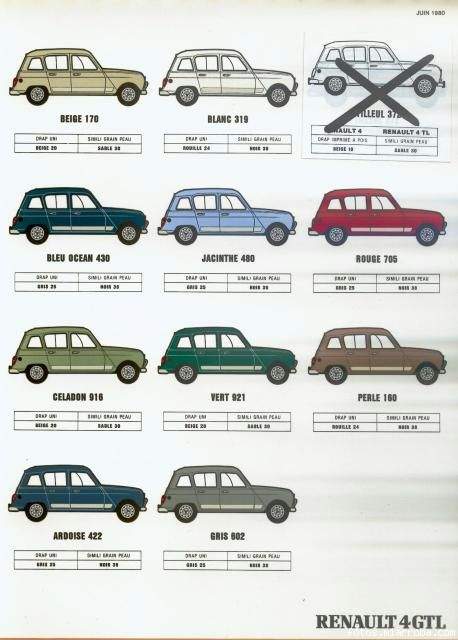 JUIN 1980
BEIGE 170
DRAP UNI SIMILI GRAIN PEAU
BEIGE 20 SABLE 30
BLANC 319
DRAP UNI SIMILI GRAIN PEAU
ROUILLE 24 NOIR 30
TILLEUL
RENAULT 4 RENAULT 4 TL
DRAP IMPRIME A POIS SIMILI GRAIN PEAU
BEIGE 10 SABLE 30
BLEU OCEAN 430
DRAP UNI SIMILI GRAIN PEAU
GRIS 25 NOIR 30
JACINTHE 480
DRAP UNI SIMILI GRAIN PEAU
GRIS 25 NOIR 30
ROUGE 705
DRAP UNI SIMILI GRAIN PEAU
GRIS 25 NOIR 30
CELADON 916
DRAP UNI SIMILI GRAIN PEAU
BEIGE 20 SABLE 30
VERT 921
DRAP UNI SIMILI GRAIN PEAU
BEIGE 20 SABLE 30
PERLE 160
DRAP UNI SIMILI GRAIN PEAU
ROUILLE 24 NOIR 30
ARDOISE 422
DRAP UNI SIMILI GRAIN PEAU
GRIS 25 NOIR 30
GRIS 602
DRAP UNI SIMILI GRAIN PEAU
GRIS 25 NOIR 30
RENAULT 4 GTL